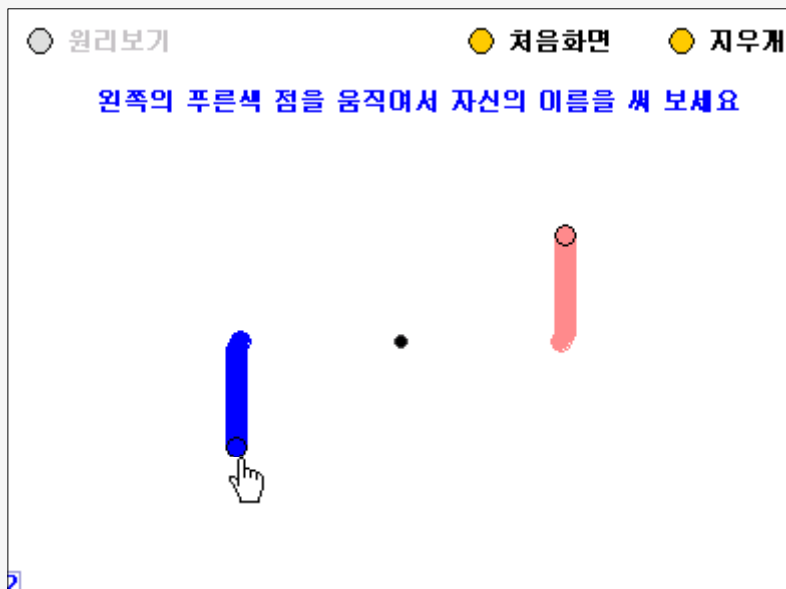 원리보기 처음화면 지우개
왼쪽의 푸른색 점을 움직여서 자신의 이름을 써 보세요
2